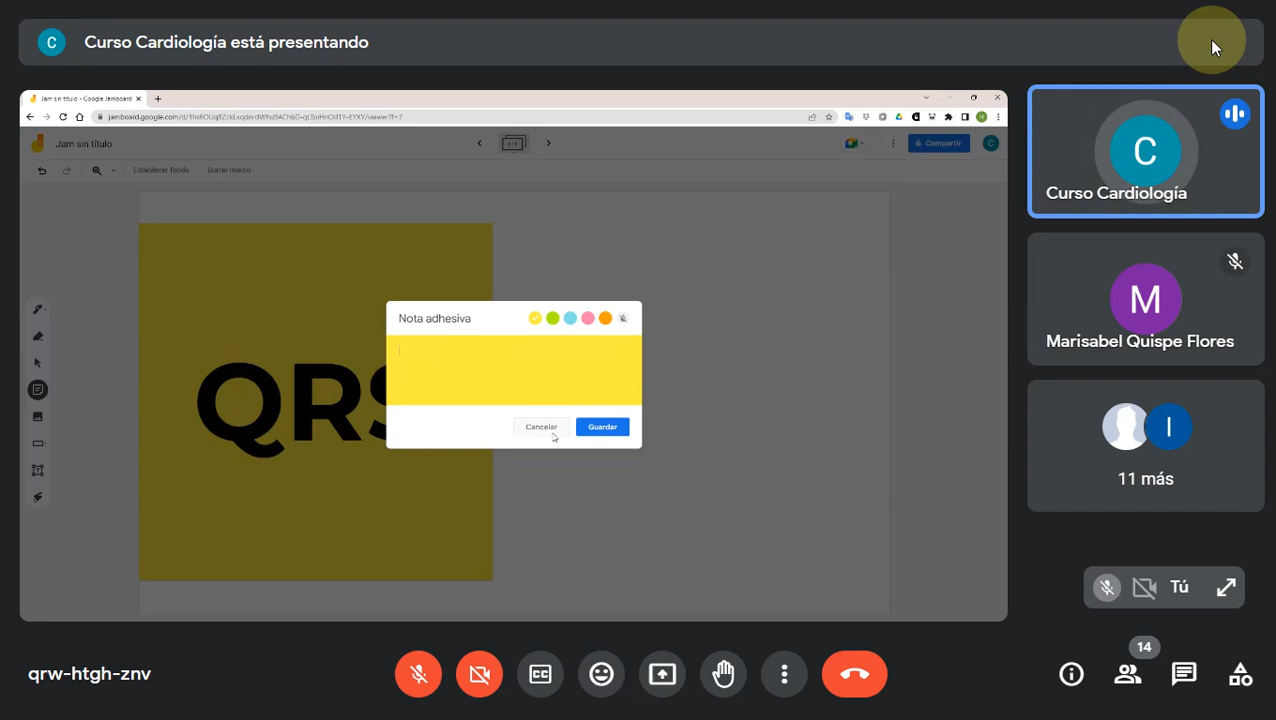 C
Curso Cardiología está presentando
Jam sin título - Google Jamboard
Jam sin título
Compartir
C
Establecer fondo
Borrar marco
QRS
Nota adhesiva
Cancelar
Guardar
C
Curso Cardiología
M
Marisabel Quispe Flores
I
11 más
Tú
qrw-htgh-znv
CC
14